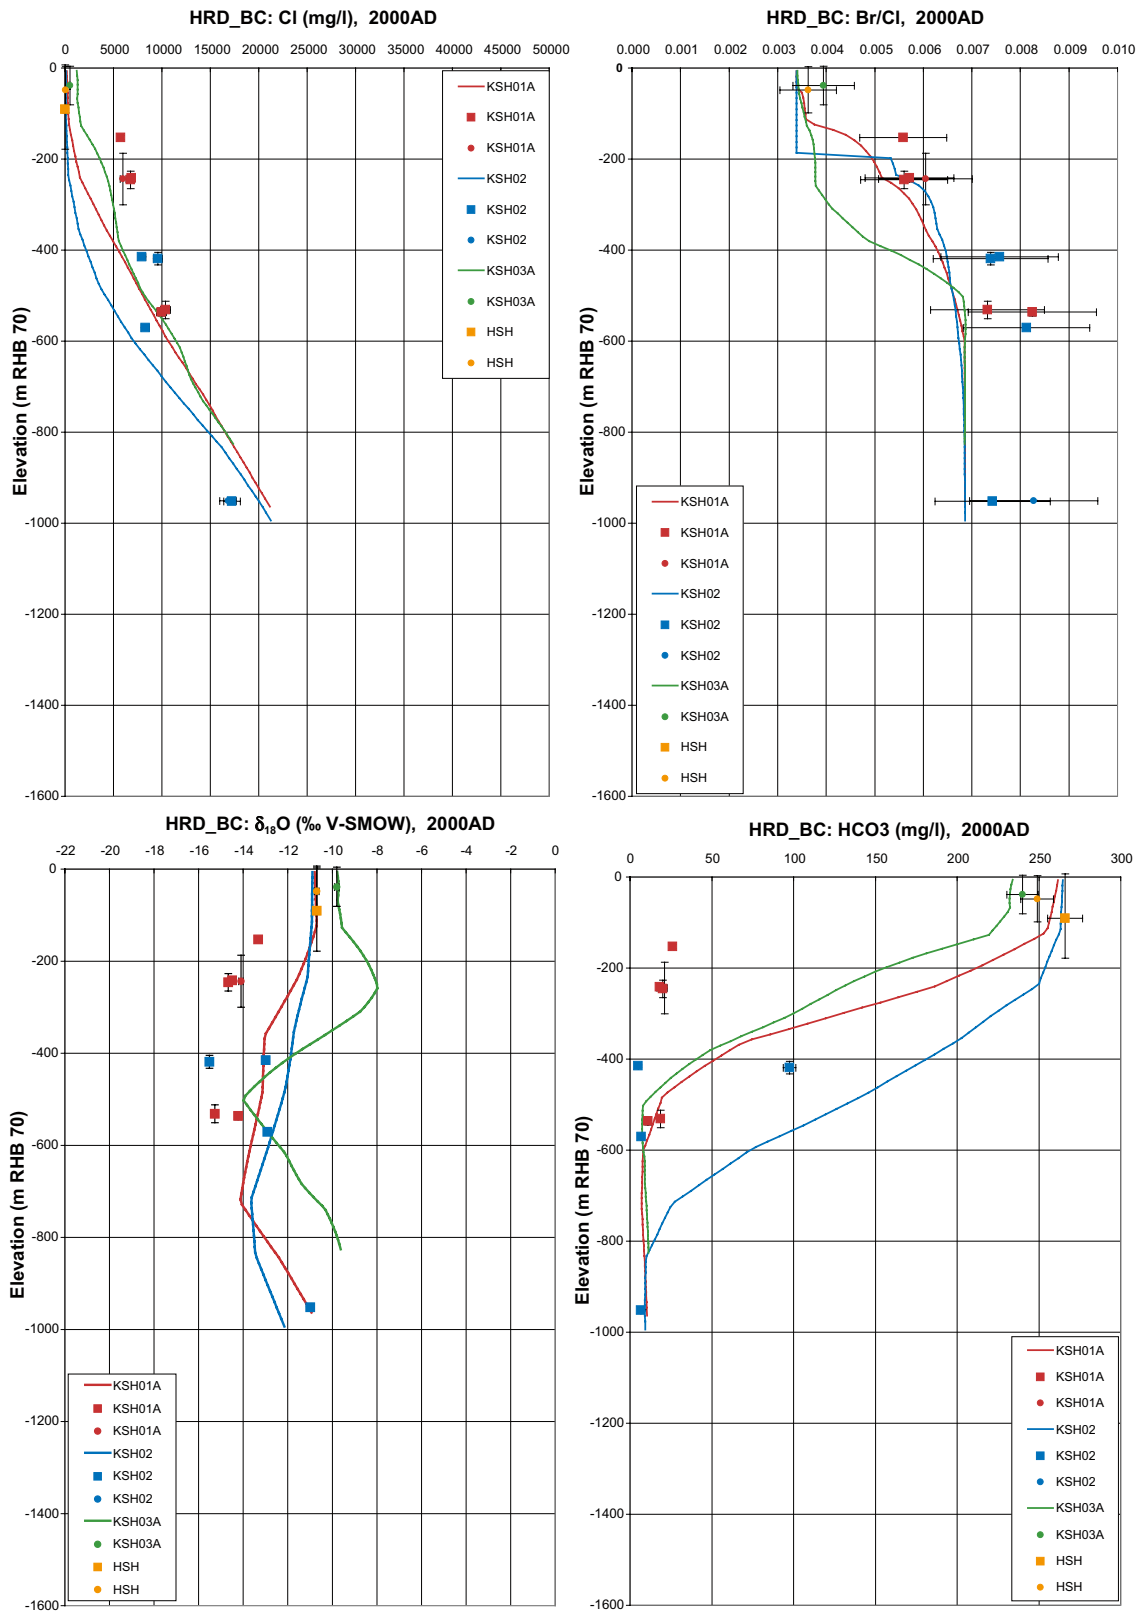 HRD_BC: Cl (mg/l), 2000AD
0 5000 10000 15000 20000 25000 30000 35000 40000 45000 50000
0
-200
-400
-600
-800
-1000
-1200
-1400
-1600
Elevation (m RHB 70)
KSH01A
KSH01A
KSH01A
KSH02
KSH02
KSH02
KSH03A
KSH03A
HSH
HSH
HRD_BC: Br/Cl, 2000AD
0.000 0.001 0.002 0.003 0.004 0.005 0.006 0.007 0.008 0.009 0.010
0
-200
-400
-600
-800
-1000
-1200
-1400
-1600
Elevation (m RHB 70)
KSH01A
KSH01A
KSH01A
KSH02
KSH02
KSH02
KSH03A
KSH03A
HSH
HSH
HRD_BC: δ₁₈O (‰ V-SMOW), 2000AD
-22 -20 -18 -16 -14 -12 -10 -8 -6 -4 -2 0
0
-200
-400
-600
-800
-1000
-1200
-1400
-1600
Elevation (m RHB 70)
KSH01A
KSH01A
KSH01A
KSH02
KSH02
KSH02
KSH03A
KSH03A
HSH
HSH
HRD_BC: HCO3 (mg/l), 2000AD
0 50 100 150 200 250 300
0
-200
-400
-600
-800
-1000
-1200
-1400
-1600
Elevation (m RHB 70)
KSH01A
KSH01A
KSH01A
KSH02
KSH02
KSH02
KSH03A
KSH03A
HSH
HSH